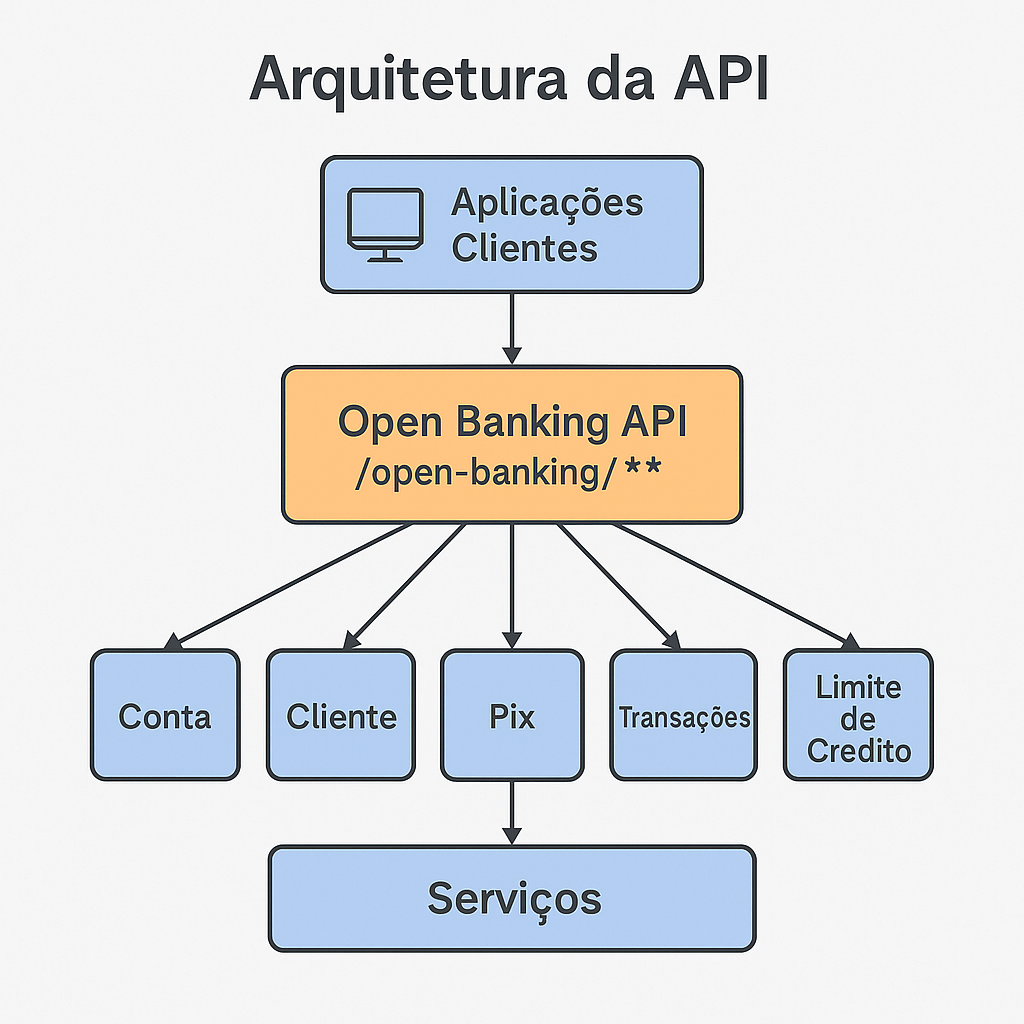 Arquitetura da API
Aplicações
Clientes
Open Banking API
/open-banking/**
Conta
Cliente
Pix
Transações
Limite
de
Credito
Serviços